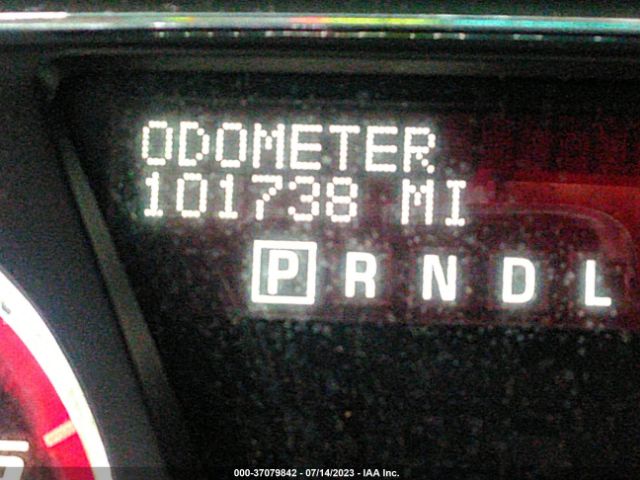 ODOMETER
101738 MI
P R N D L
000-37079842 - 07/14/2023 - IAA Inc.